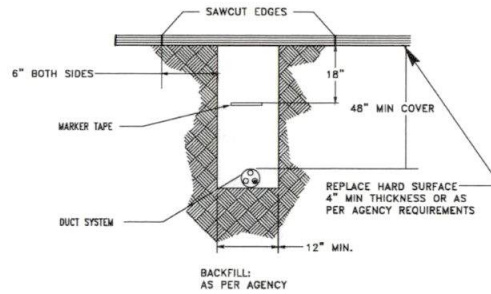 SAWCUT EDGES
6" BOTH SIDES
18"
48" MIN COVER
MARKER TAPE
REPLACE HARD SURFACE
4" MIN THICKNESS OR AS
PER AGENCY REQUIREMENTS
DUCT SYSTEM
12" MIN.
BACKFILL:
AS PER AGENCY